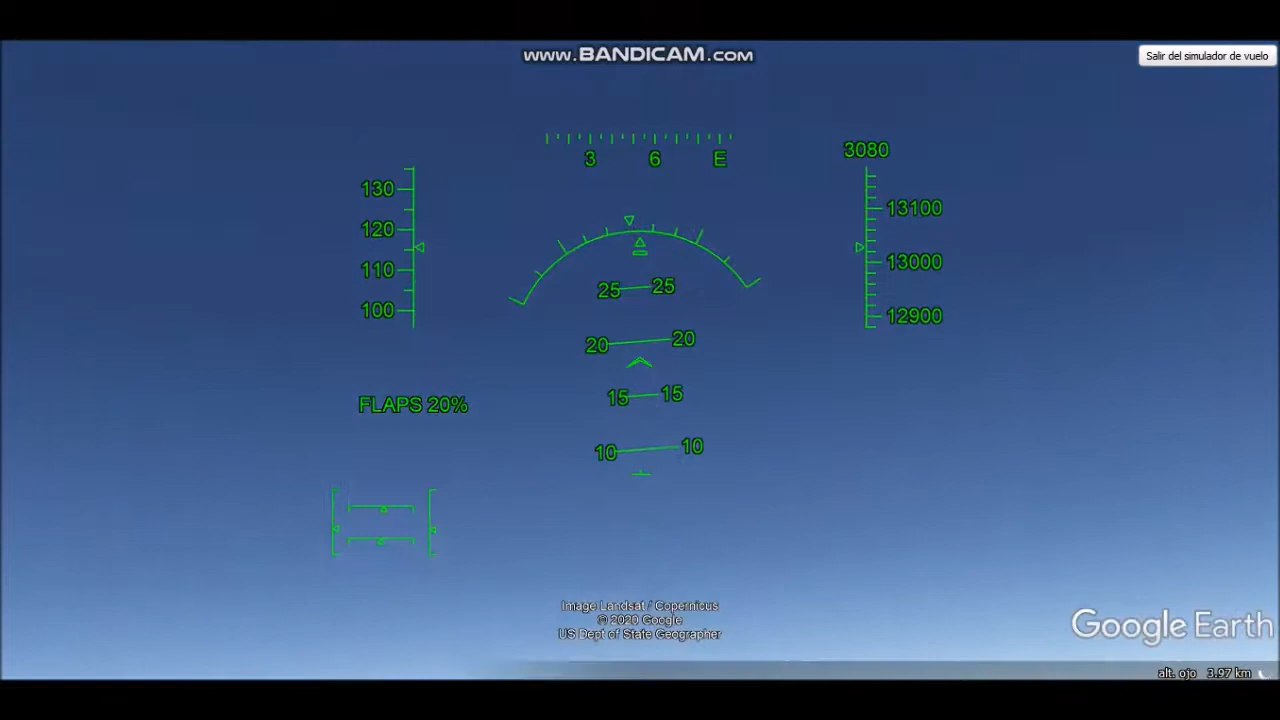 www.BANDICAM.com
Salir del simulador de vuelo
3 6 E
3080
130
120
110
100
13100
13000
12900
25 25
20 20
15 15
10 10
FLAPS 20%
Image Landsat / Copernicus
© 2020 Google
US Dept of State Geographer
Google Earth
alt. ojo 3.97 km